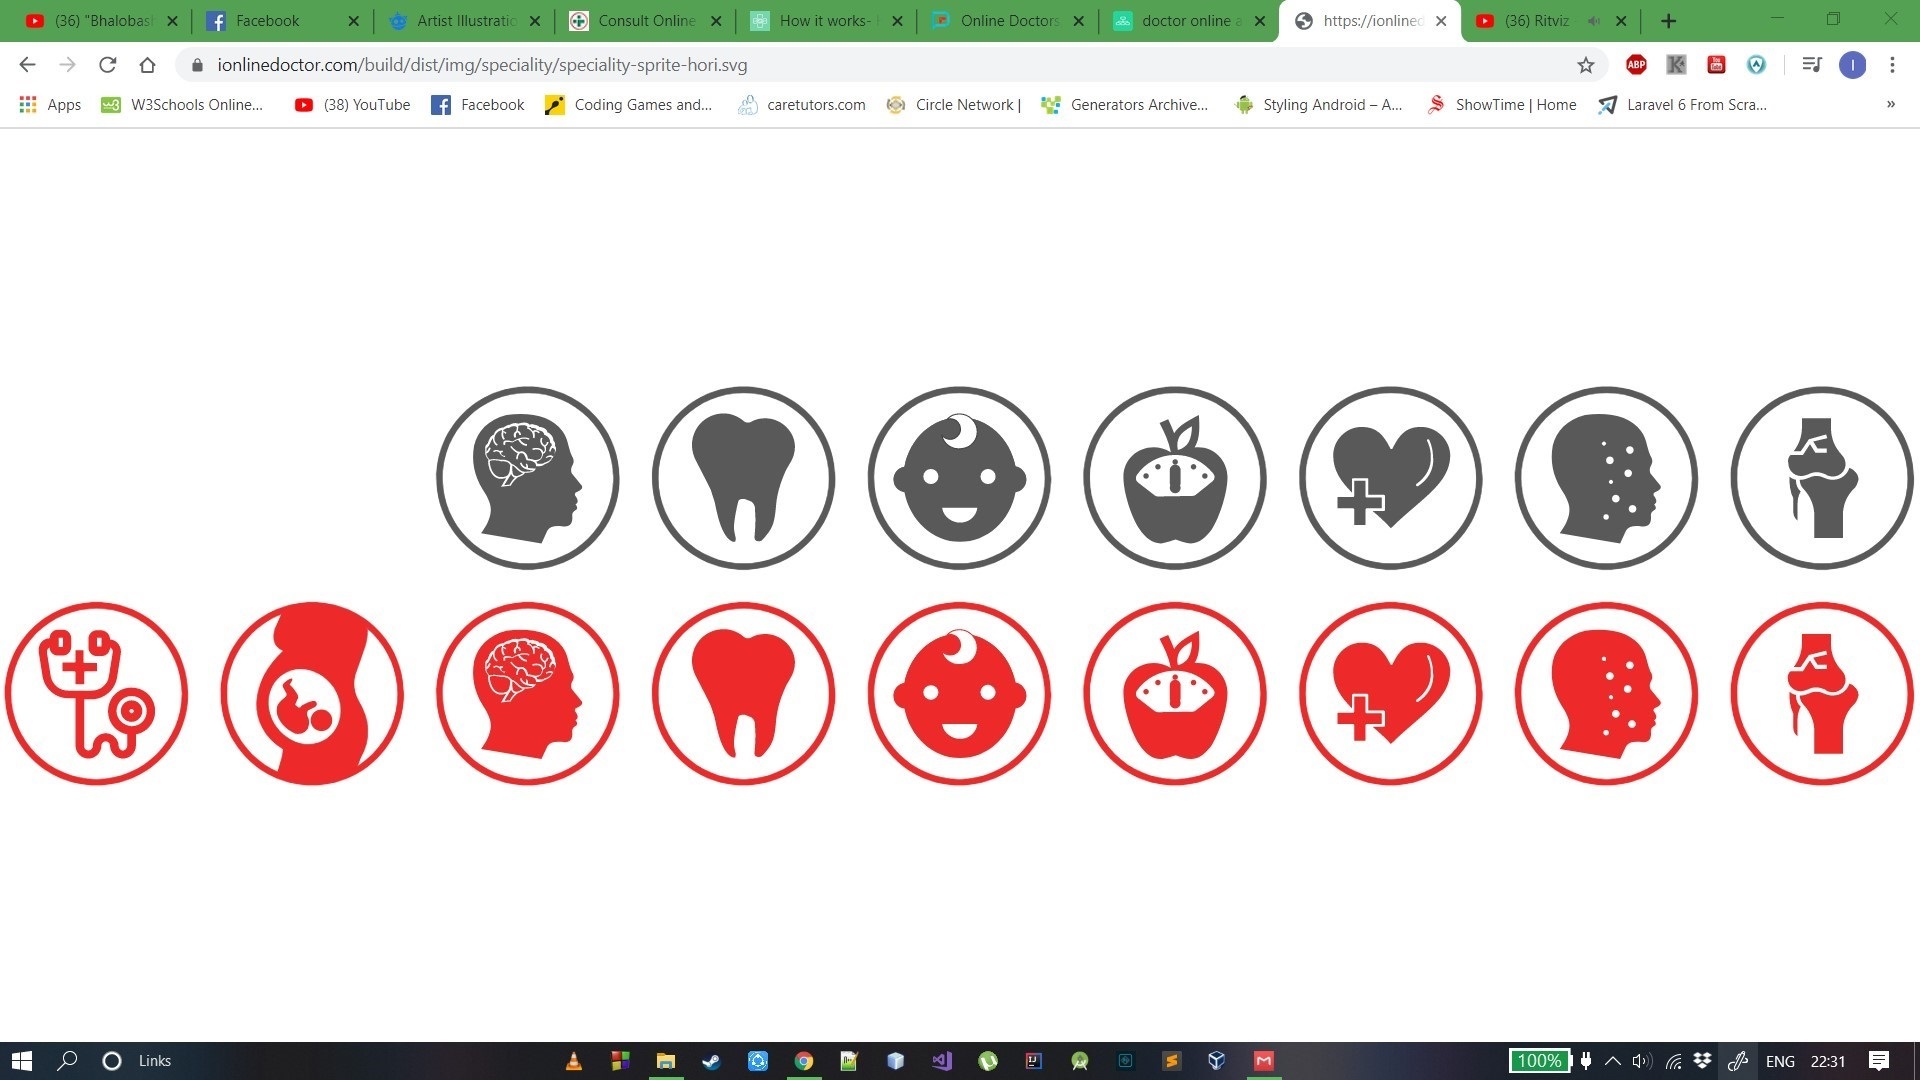 (36) "Bhalobas
Facebook
Artist Illustratio
Consult Online
How it works-
Online Doctors
doctor online a
https://ionlined
(36) Ritviz
ionlinedoctor.com/build/dist/img/speciality/speciality-sprite-hori.svg
ABP
I
Apps
W3Schools Online...
(38) YouTube
Facebook
Coding Games and...
caretutors.com
Circle Network |
Generators Archive...
Styling Android – A...
ShowTime | Home
Laravel 6 From Scra...
»
Links
100%
ENG
22:31